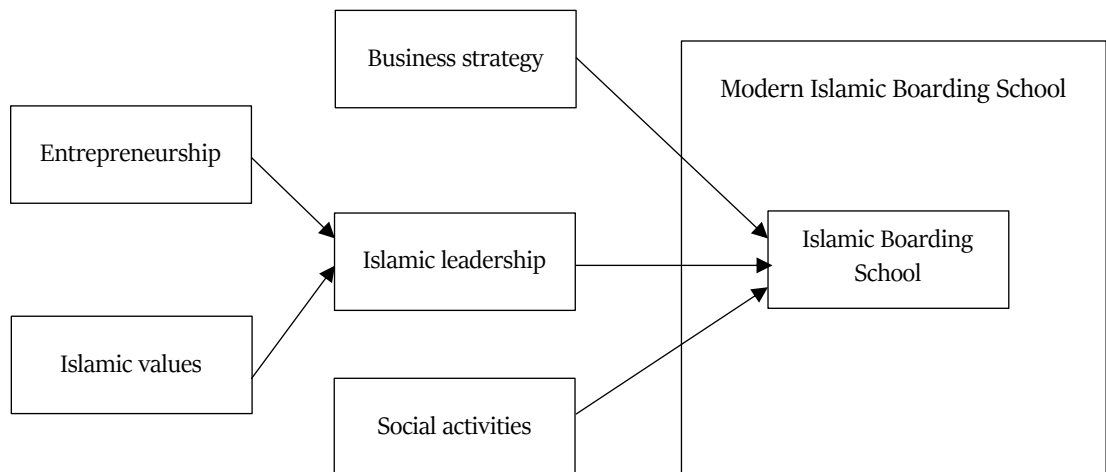 Business strategy
Modern Islamic Boarding School
Entrepreneurship
Islamic leadership
Islamic Boarding
School
Islamic values
Social activities